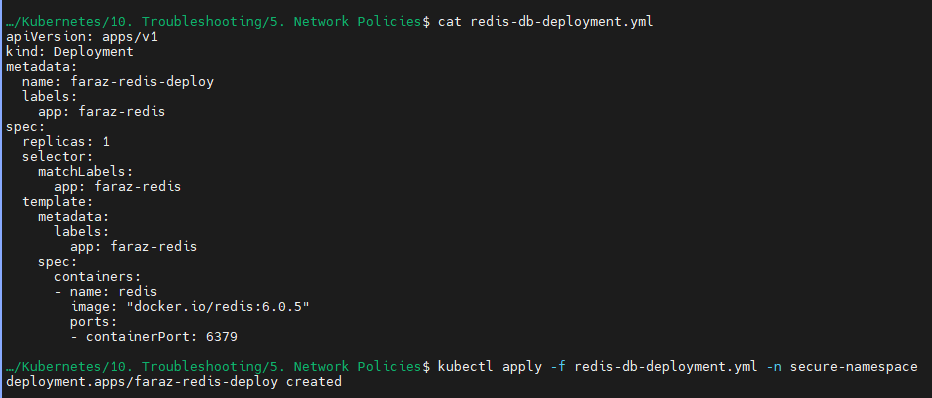 …/Kubernetes/10. Troubleshooting/5. Network Policies$ cat redis-db-deployment.yml
apiVersion: apps/v1
kind: Deployment
metadata:
  name: faraz-redis-deploy
  labels:
    app: faraz-redis
spec:
  replicas: 1
  selector:
    matchLabels:
      app: faraz-redis
  template:
    metadata:
      labels:
        app: faraz-redis
    spec:
      containers:
      - name: redis
        image: "docker.io/redis:6.0.5"
        ports:
        - containerPort: 6379
…/Kubernetes/10. Troubleshooting/5. Network Policies$ kubectl apply -f redis-db-deployment.yml -n secure-namespace
deployment.apps/faraz-redis-deploy created